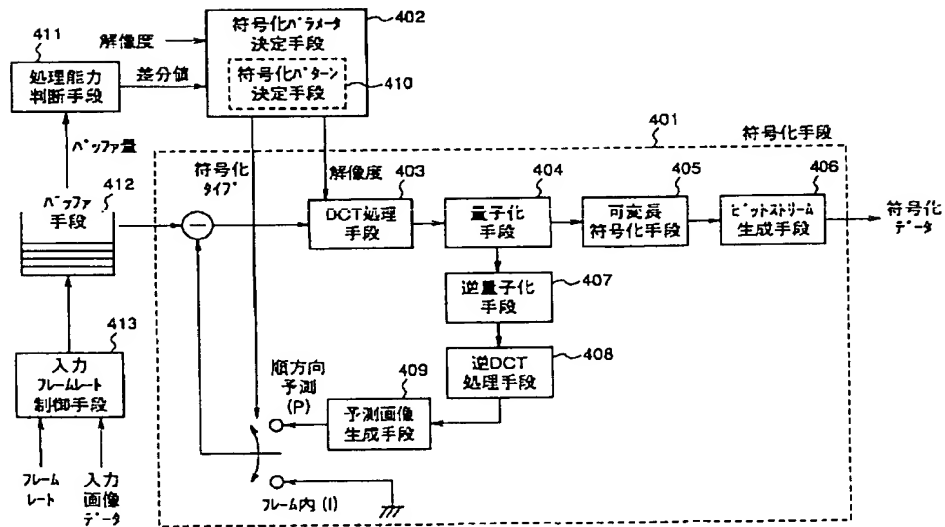 411
処理能力
判断手段
解像度
差分値
402
符号化パラメータ
決定手段
符号化パターン
決定手段
410
バッファ量
412
バッファ
手段
413
入力
フレームレート
制御手段
フレーム
レート
入力
画像
データ
401
符号化手段
符号化
タイプ
解像度
403
DCT処理
手段
404
量子化
手段
405
可変長
符号化手段
406
ビットストリーム
生成手段
符号化
データ
407
逆量子化
手段
408
逆DCT
処理手段
409
予測画像
生成手段
順方向
予測
(P)
フレーム内 (I)